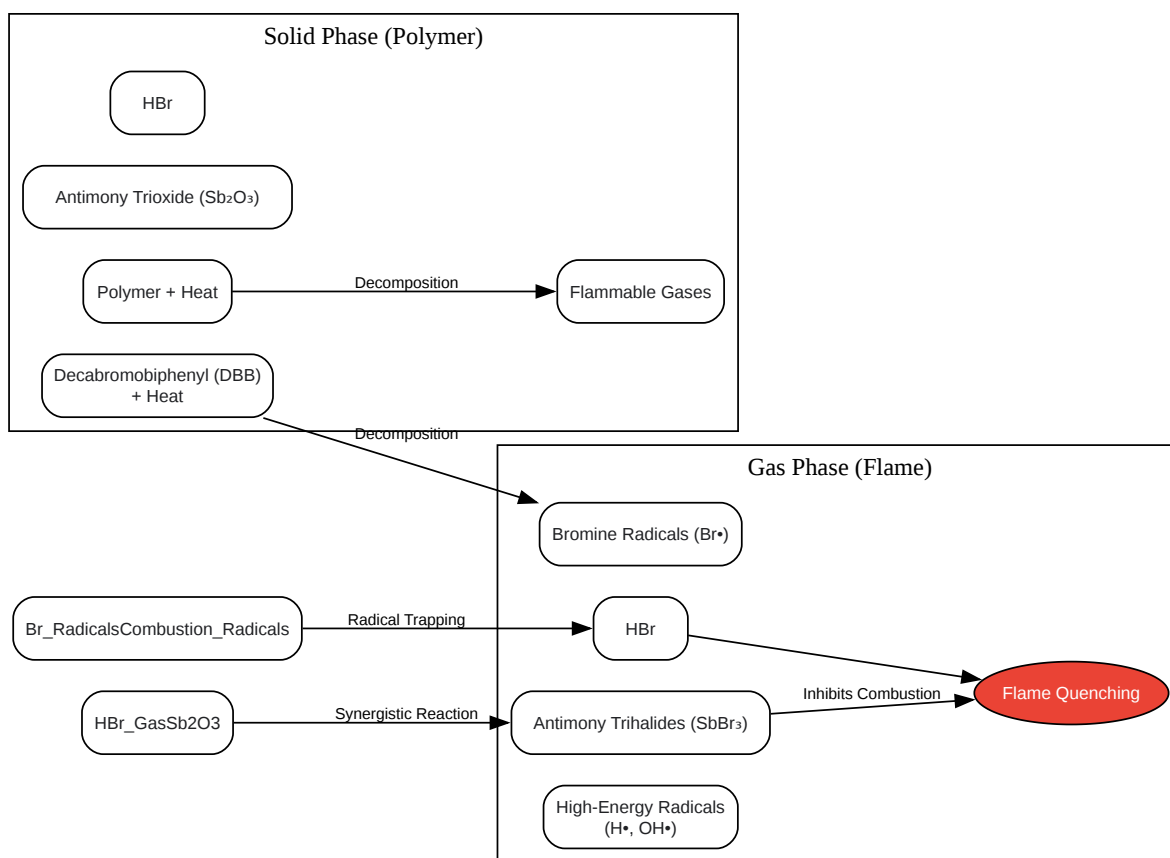 Solid Phase (Polymer)
HBr
Antimony Trioxide (Sb₂O₃)
Polymer + Heat
Decomposition
Flammable Gases
Decabromobiphenyl (DBB)
+ Heat
Decomposition
Gas Phase (Flame)
Bromine Radicals (Br•)
Br_RadicalsCombustion_Radicals
Radical Trapping
HBr
HBr_GasSb2O3
Synergistic Reaction
Antimony Trihalides (SbBr₃)
Inhibits Combustion
Flame Quenching
High-Energy Radicals
(H•, OH•)